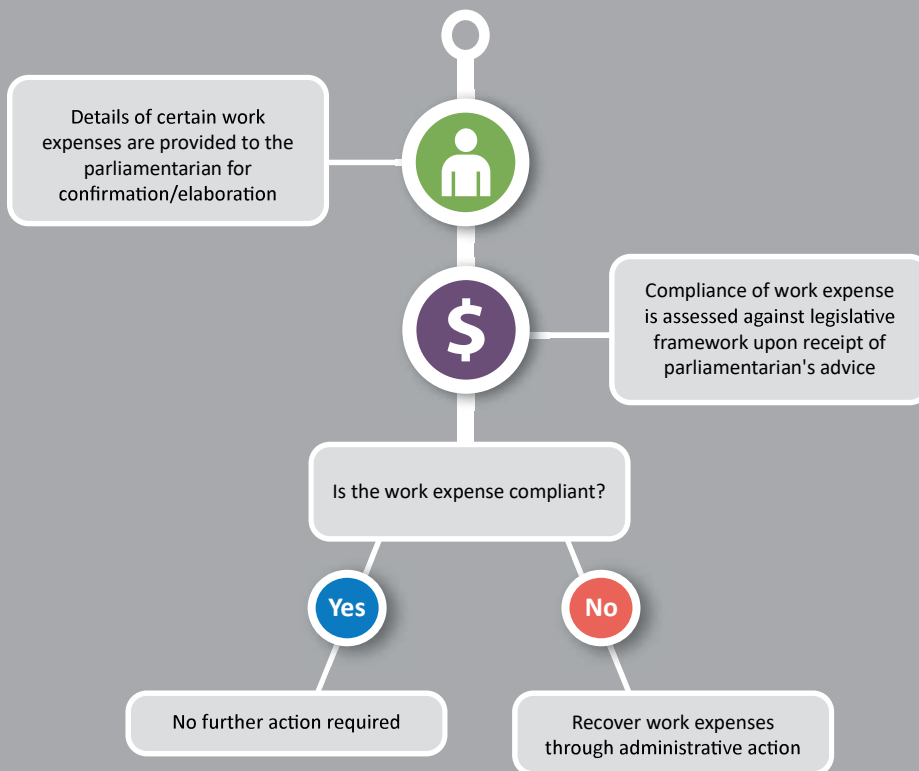 Details of certain work
expenses are provided to the
parliamentarian for
confirmation/elaboration
$
Compliance of work expense
is assessed against legislative
framework upon receipt of
parliamentarian's advice
Is the work expense compliant?
Yes
No
No further action required
Recover work expenses
through administrative action